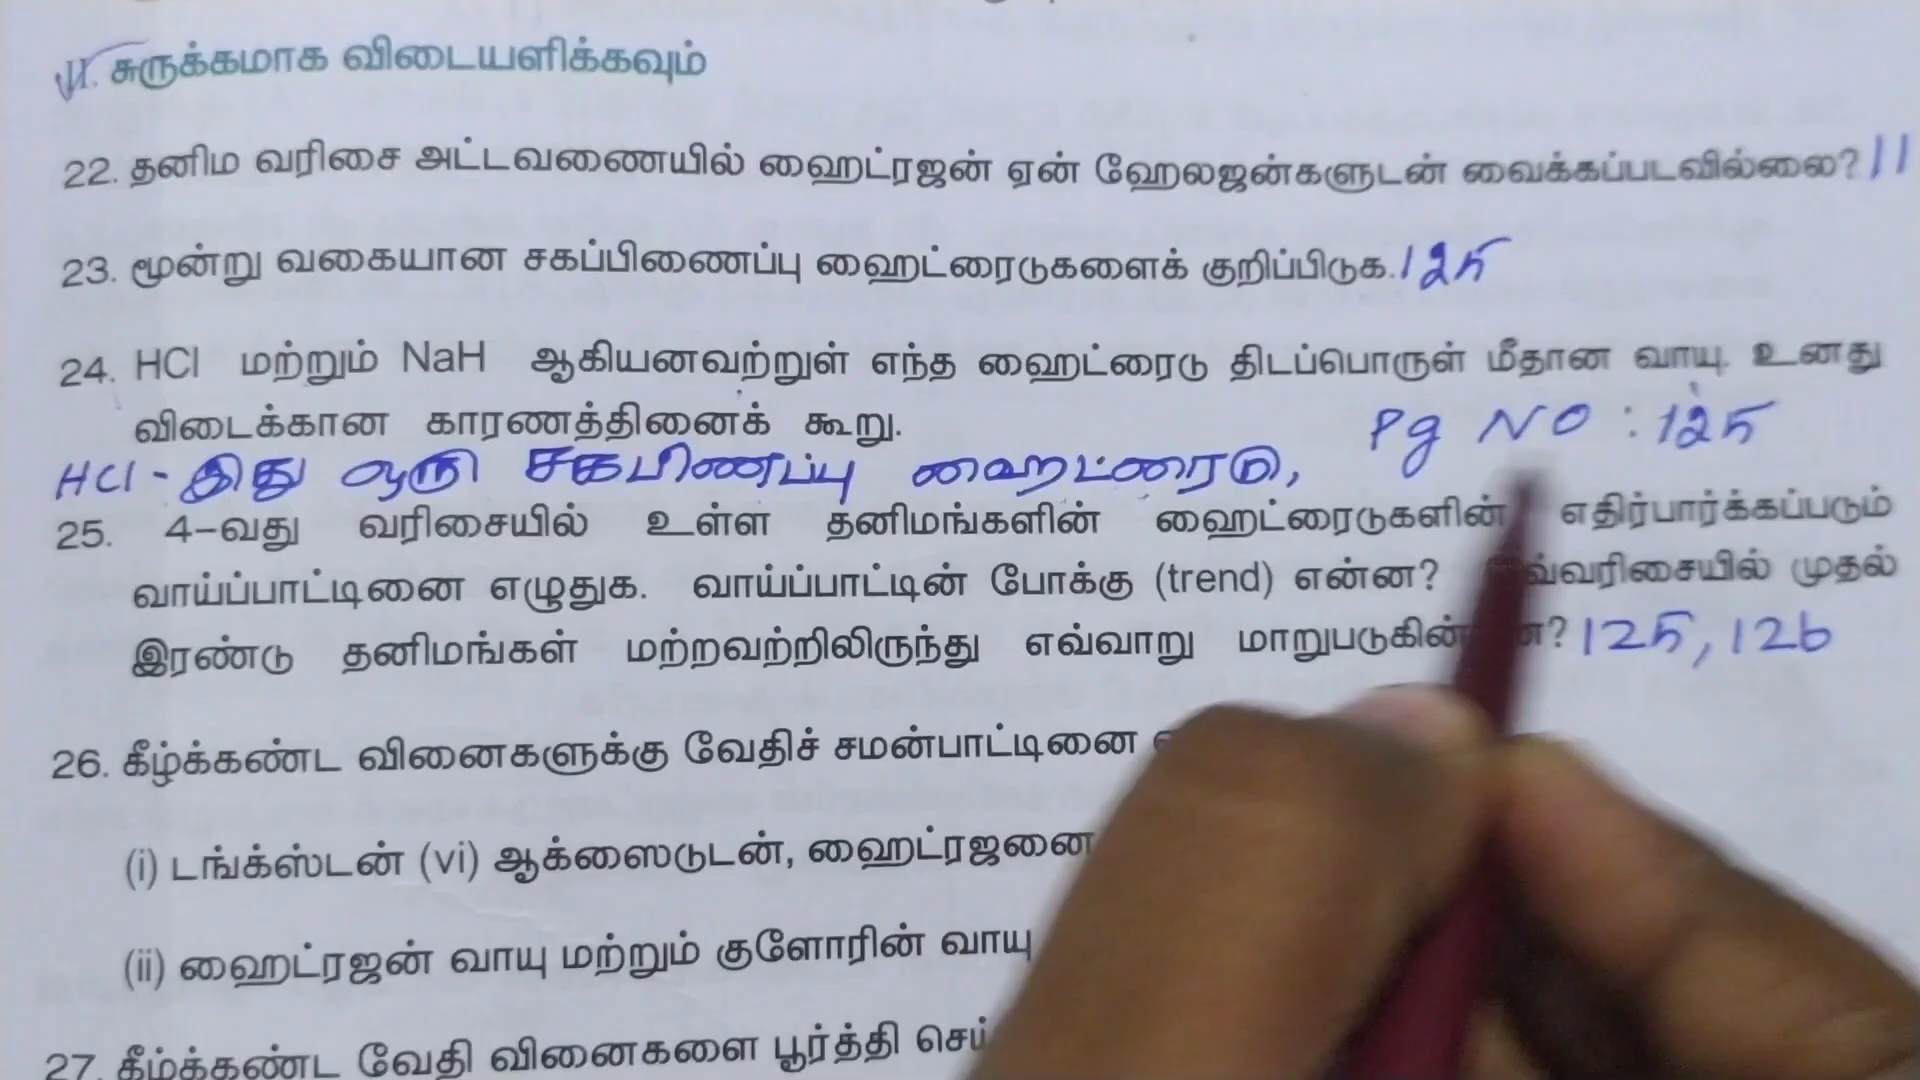 VI. சுருக்கமாக விடையளிக்கவும்
22. தனிம வரிசை அட்டவணையில் ஹைட்ரஜன் ஏன் ஹேலஜன்களுடன் வைக்கப்படவில்லை? 11
23. மூன்று வகையான சகப்பிணைப்பு ஹைட்ரைடுகளைக் குறிப்பிடுக. 125
24. HCl மற்றும் NaH ஆகியனவற்றுள் எந்த ஹைட்ரைடு திடப்பொருள் மீதான வாயு. உனது
விடைக்கான காரணத்தினைக் கூறு. Pg NO : 125
HCl - இது ஒரு சகபிணைப்பு ஹைட்ரைடு,
25. 4-வது வரிசையில் உள்ள தனிமங்களின் ஹைட்ரைடுகளின் எதிர்பார்க்கப்படும்
வாய்ப்பாட்டினை எழுதுக. வாய்ப்பாட்டின் போக்கு (trend) என்ன? முதல்
இரண்டு தனிமங்கள் மற்றவற்றிலிருந்து எவ்வாறு 125, 126
26. கீழ்க்கண்ட வினைகளுக்கு வேதிச் சமன்பாட்டினை
(i) டங்க்ஸ்டன் (vi) ஆக்ஸைடுடன், ஹைட்ரஜனை
(ii) ஹைட்ரஜன் வாயு மற்றும் குளோரின் வாயு
27. கீழ்க்கண்ட வேதி வினைகளை பூர்த்தி